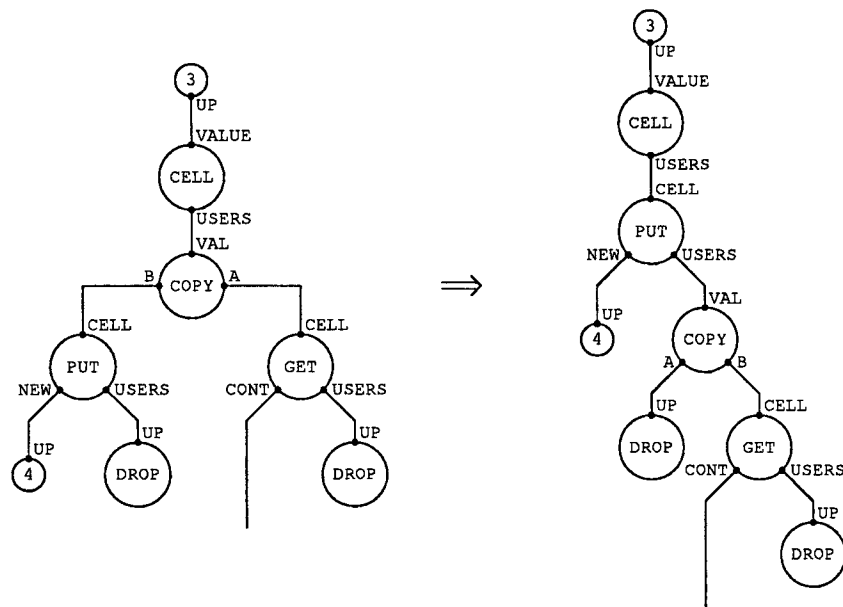 3
UP
VALUE
CELL
USERS
VAL
B COPY A
CELL CELL
PUT GET
NEW USERS CONT USERS
UP UP UP
4 DROP DROP
⇒
3
UP
VALUE
CELL
USERS
CELL
PUT
NEW USERS
UP VAL
4 COPY
A B
UP CELL
DROP GET
CONT USERS
UP
DROP